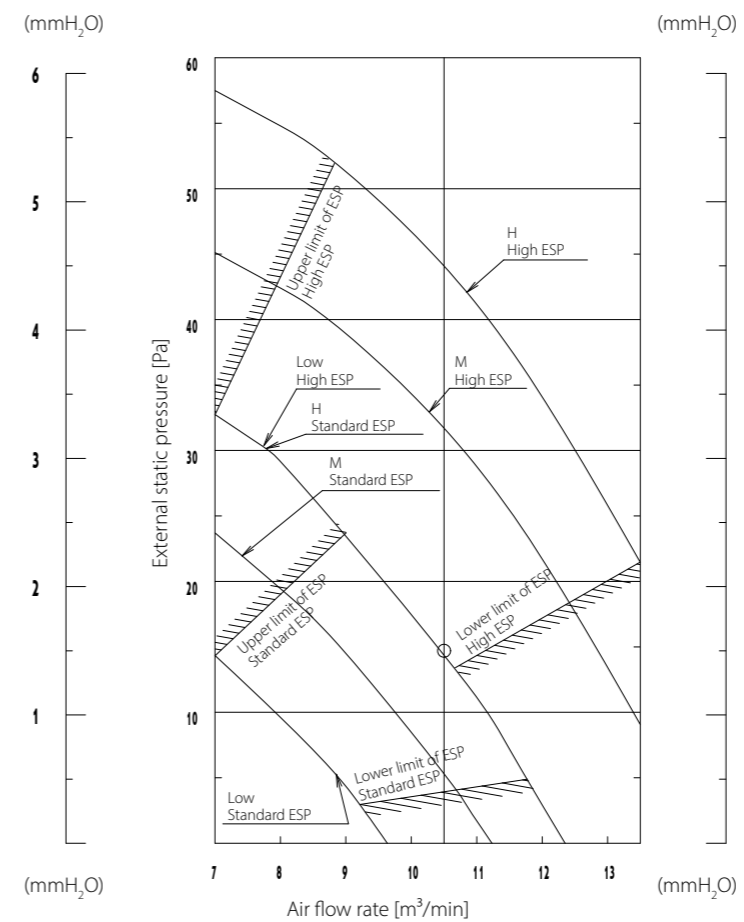 (mmH₂O)
(mmH₂O)
6
5
4
3
2
1
External static pressure [Pa]
60
50
40
30
20
10
Upper limit of ESP
High ESP
H
High ESP
Low
High ESP
M
High ESP
H
Standard ESP
M
Standard ESP
Upper limit of ESP
Standard ESP
Lower limit of ESP
High ESP
Lower limit of ESP
Standard ESP
Low
Standard ESP
7
8
9
10
11
12
13
(mmH₂O)
(mmH₂O)
Air flow rate [m³/min]